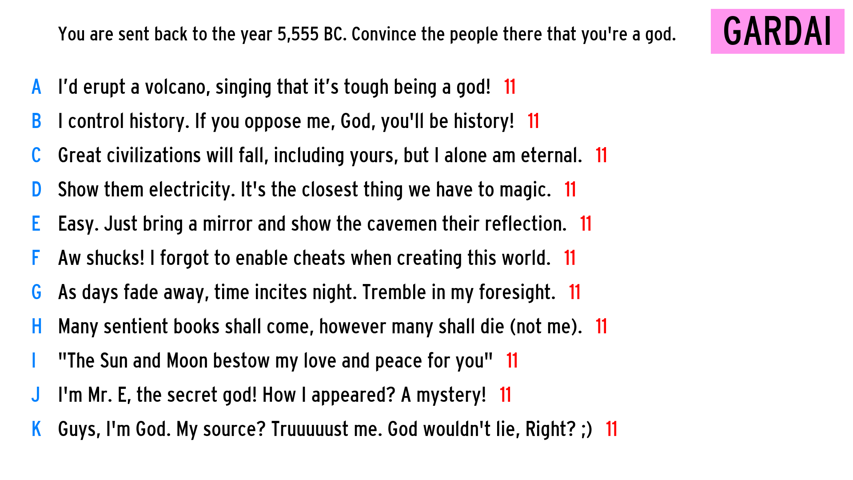 You are sent back to the year 5,555 BC. Convince the people there that you're a god.
GARDAI
A I’d erupt a volcano, singing that it’s tough being a god! 11
B I control history. If you oppose me, God, you'll be history! 11
C Great civilizations will fall, including yours, but I alone am eternal. 11
D Show them electricity. It's the closest thing we have to magic. 11
E Easy. Just bring a mirror and show the cavemen their reflection. 11
F Aw shucks! I forgot to enable cheats when creating this world. 11
G As days fade away, time incites night. Tremble in my foresight. 11
H Many sentient books shall come, however many shall die (not me). 11
I "The Sun and Moon bestow my love and peace for you" 11
J I'm Mr. E, the secret god! How I appeared? A mystery! 11
K Guys, I'm God. My source? Truuuuust me. God wouldn't lie, Right? ;) 11